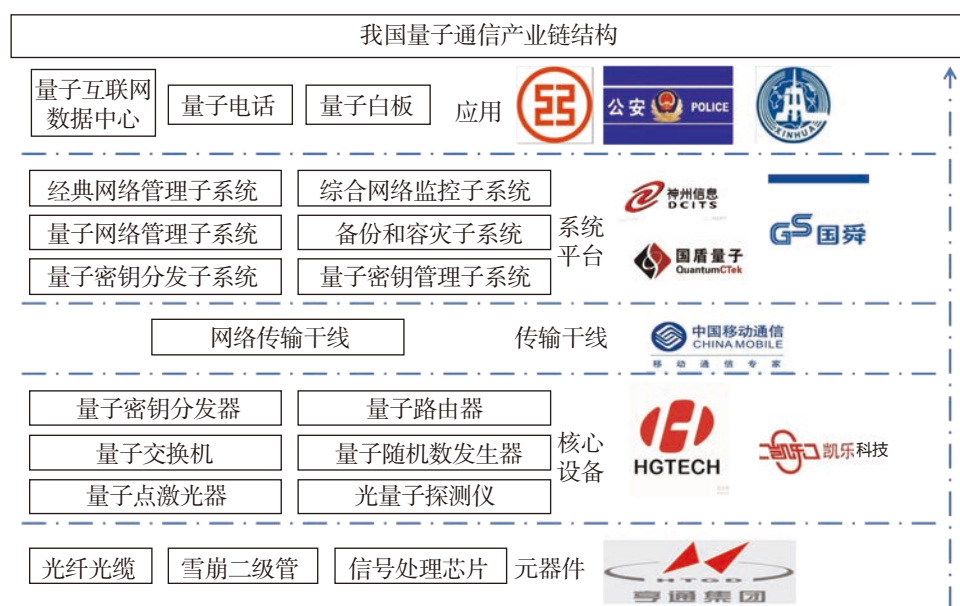 我国量子通信产业链结构
量子互联网
数据中心
量子电话
量子白板
应用
公安 POLICE
XINHUA
经典网络管理子系统
综合网络监控子系统
量子网络管理子系统
备份和容灾子系统
量子密钥分发子系统
量子密钥管理子系统
系统
平台
神州信息
DCITS
国盾量子
QuantumCTek
GS国舜
网络传输干线
传输干线
中国移动通信
CHINA MOBILE
移动通信专家
量子密钥分发器
量子路由器
量子交换机
量子随机数发生器
量子点激光器
光量子探测仪
核心
设备
HGTECH
凯乐科技
光纤光缆
雪崩二级管
信号处理芯片
元器件
HTGD
亨通集团